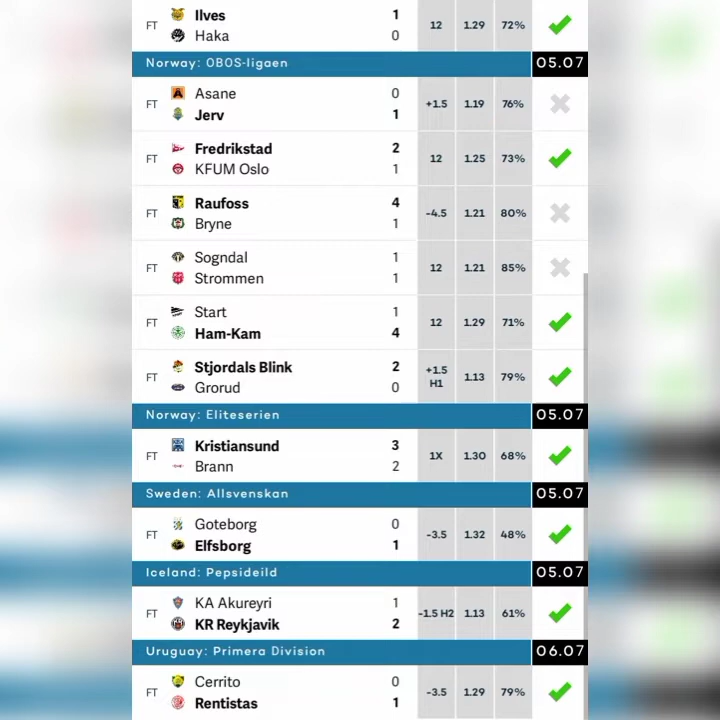 Ilves 1
FT 12 1.29 72%
Haka 0
Norway: OBOS-ligaen 05.07
Asane 0
FT +1.5 1.19 76%
Jerv 1
Fredrikstad 2
FT 12 1.25 73%
KFUM Oslo 1
Raufoss 4
FT -4.5 1.21 80%
Bryne 1
Sogndal 1
FT 12 1.21 85%
Strommen 1
Start 1
FT 12 1.29 71%
Ham-Kam 4
Stjordals Blink 2
FT +1.5 H1 1.13 79%
Grorud 0
Norway: Eliteserien 05.07
Kristiansund 3
FT 1X 1.30 68%
Brann 2
Sweden: Allsvenskan 05.07
Goteborg 0
FT -3.5 1.32 48%
Elfsborg 1
Iceland: Pepsideild 05.07
KA Akureyri 1
FT -1.5 H2 1.13 61%
KR Reykjavik 2
Uruguay: Primera Division 06.07
Cerrito 0
FT -3.5 1.29 79%
Rentistas 1